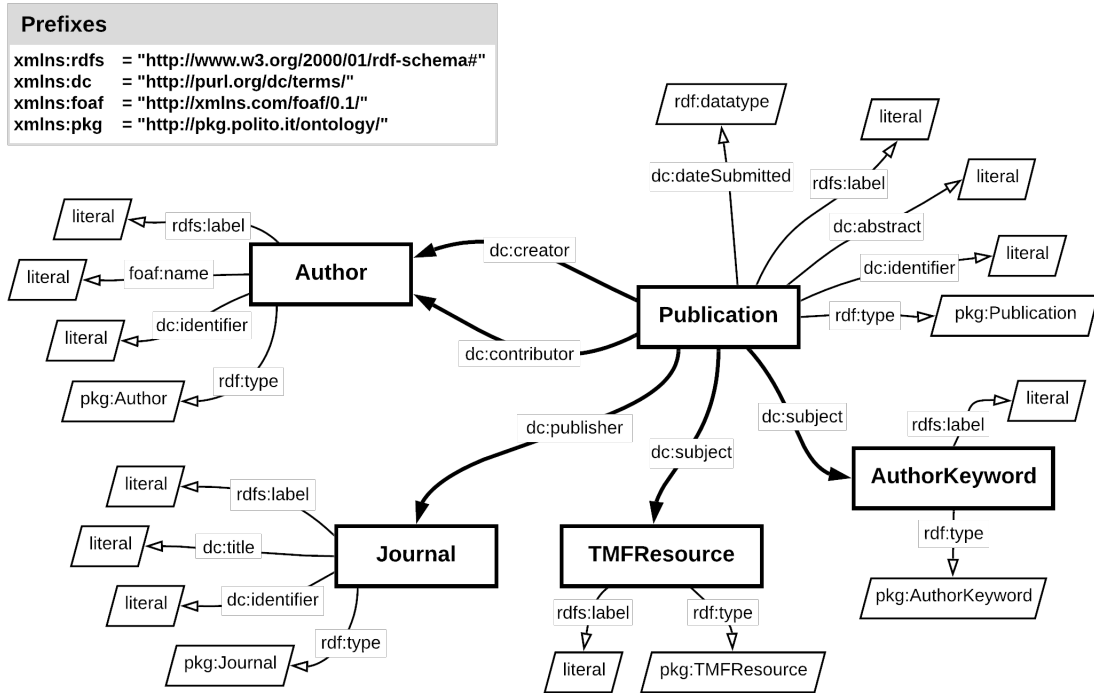 Prefixes
xmlns:rdfs = "http://www.w3.org/2000/01/rdf-schema#"
xmlns:dc = "http://purl.org/dc/terms/"
xmlns:foaf = "http://xmlns.com/foaf/0.1/"
xmlns:pkg = "http://pkg.polito.it/ontology/"
rdf:datatype
literal
dc:dateSubmitted
rdfs:label
literal
dc:abstract
literal
rdfs:label
literal
foaf:name
literal
dc:identifier
pkg:Author
rdf:type
Author
dc:creator
dc:contributor
Publication
dc:identifier
literal
rdf:type
pkg:Publication
dc:publisher
dc:subject
dc:subject
literal
rdfs:label
AuthorKeyword
rdf:type
pkg:AuthorKeyword
literal
rdfs:label
literal
dc:title
literal
dc:identifier
pkg:Journal
rdf:type
Journal
TMFResource
rdfs:label
rdf:type
literal
pkg:TMFResource